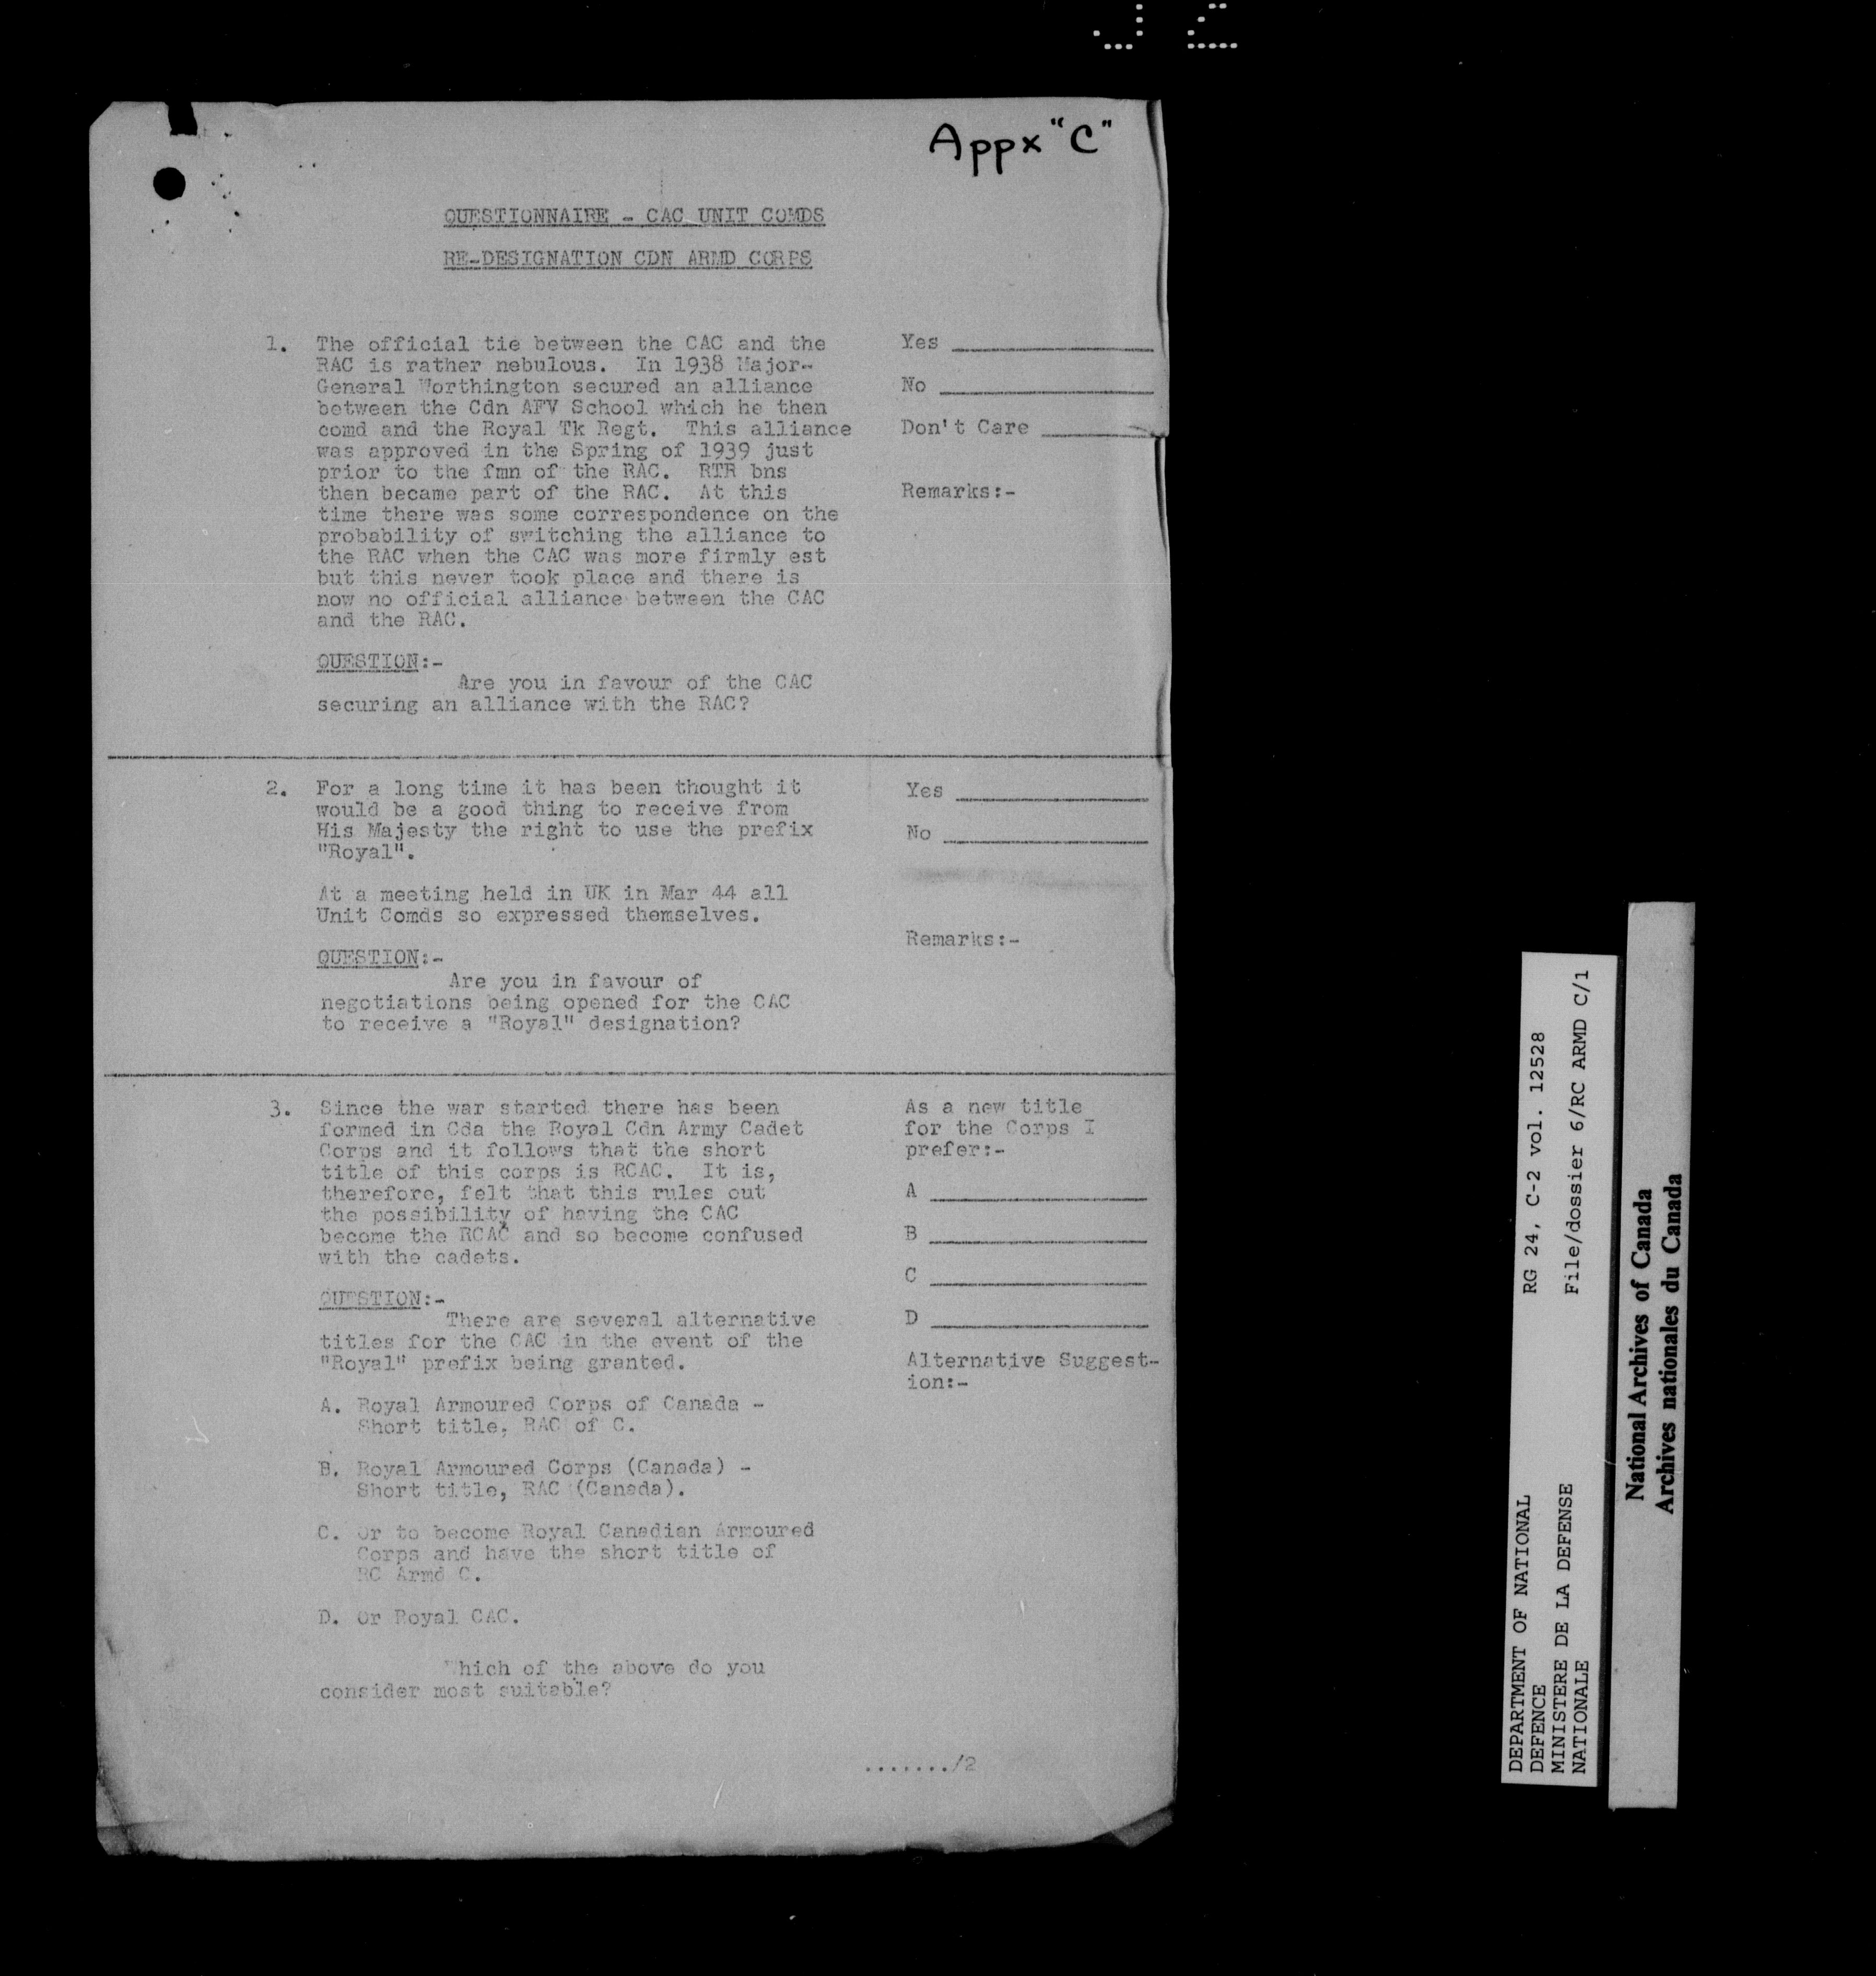 Appx "C"
QUESTIONNAIRE - CAC UNIT COMDS
RE-DESIGNATION CDN ARMD CORPS
1. The official tie between the CAC and the
RAC is rather nebulous. In 1938 Major-
General Worthington secured an alliance
between the Cdn AFV School which he then
comd and the Royal Tk Regt. This alliance
was approved in the Spring of 1939 just
prior to the fmn of the RAC. RTR bns
then became part of the RAC. At this
time there was some correspondence on the
probability of switching the alliance to
the RAC when the CAC was more firmly est
but this never took place and there is
now no official alliance between the CAC
and the RAC.
QUESTION:-
Are you in favour of the CAC
securing an alliance with the RAC?
Yes
No
Don't Care
Remarks:-
2. For a long time it has been thought it
would be a good thing to receive from
His Majesty the right to use the prefix
"Royal".
At a meeting held in UK in Mar 44 all
Unit Comds so expressed themselves.
QUESTION:-
Are you in favour of
negotiations being opened for the CAC
to receive a "Royal" designation?
Yes
No
Remarks:-
3. Since the war started there has been
formed in Cda the Royal Cdn Army Cadet
Corps and it follows that the short
title of this corps is RCAC. It is,
therefore, felt that this rules out
the possibility of having the CAC
become the RCAC and so become confused
with the cadets.
QUESTION:-
There are several alternative
titles for the CAC in the event of the
"Royal" prefix being granted.
A. Royal Armoured Corps of Canada -
Short title, RAC of C.
B. Royal Armoured Corps (Canada) -
Short title, RAC (Canada).
C. Or to become Royal Canadian Armoured
Corps and have the short title of
RC Armd C.
D. Or Royal CAC.
Which of the above do you
consider most suitable?
As a new title
for the Corps I
prefer:-
A
B
C
D
Alternative Suggest-
ion:-
......./2
DEPARTMENT OF NATIONAL
DEFENCE
MINISTERE DE LA DEFENSE
NATIONALE
RG 24, C-2 vol. 12528
File/dossier 6/RC ARMD C/1
National Archives of Canada
Archives nationales du Canada